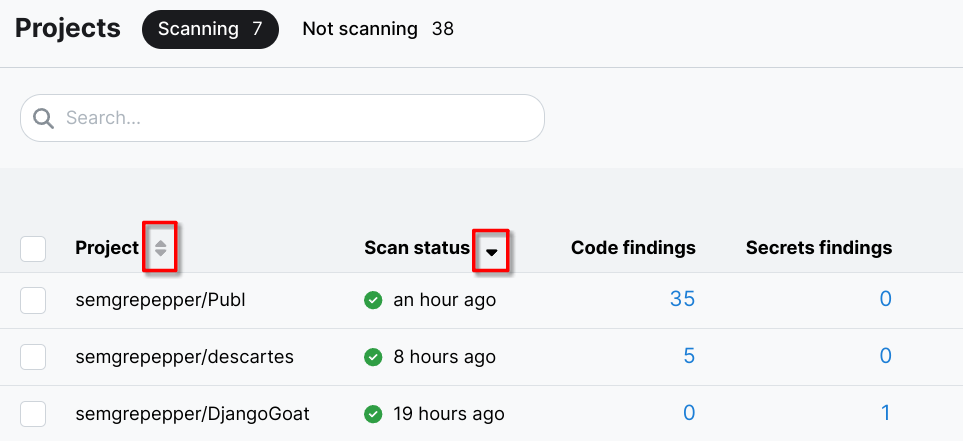 Projects Scanning 7 Not scanning 38
Search...
Project Scan status Code findings Secrets findings
semgrepepper/Publ an hour ago 35 0
semgrepepper/descartes 8 hours ago 5 0
semgrepepper/DjangoGoat 19 hours ago 0 1